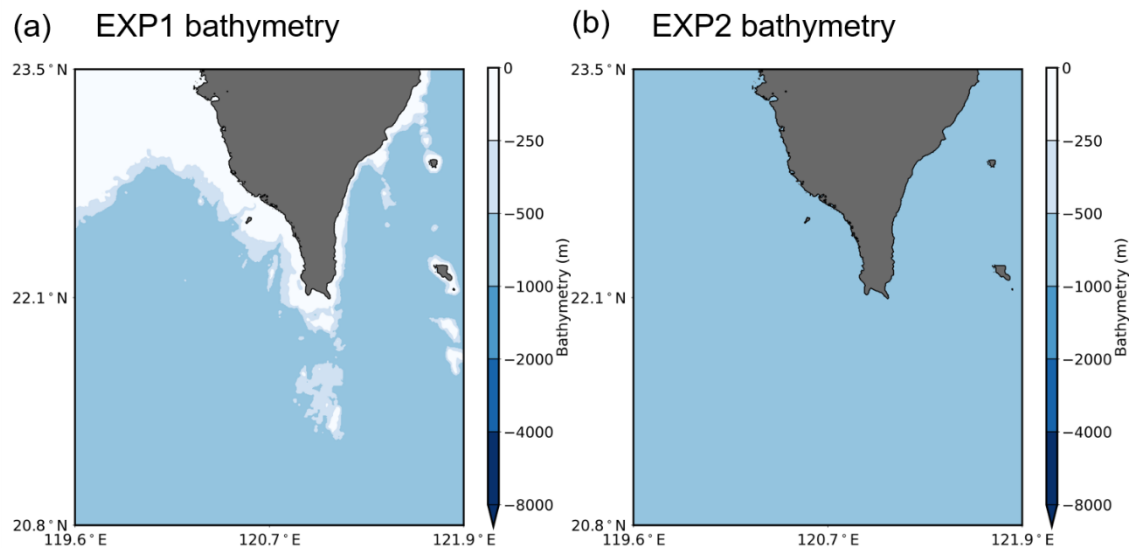 (a) EXP1 bathymetry
(b) EXP2 bathymetry
23.5°N
22.1°N
20.8°N
119.6°E
120.7°E
121.9°E
0
−250
−500
−1000
−2000
−4000
−8000
Bathymetry (m)
23.5°N
22.1°N
20.8°N
119.6°E
120.7°E
121.9°E
0
−250
−500
−1000
−2000
−4000
−8000
Bathymetry (m)